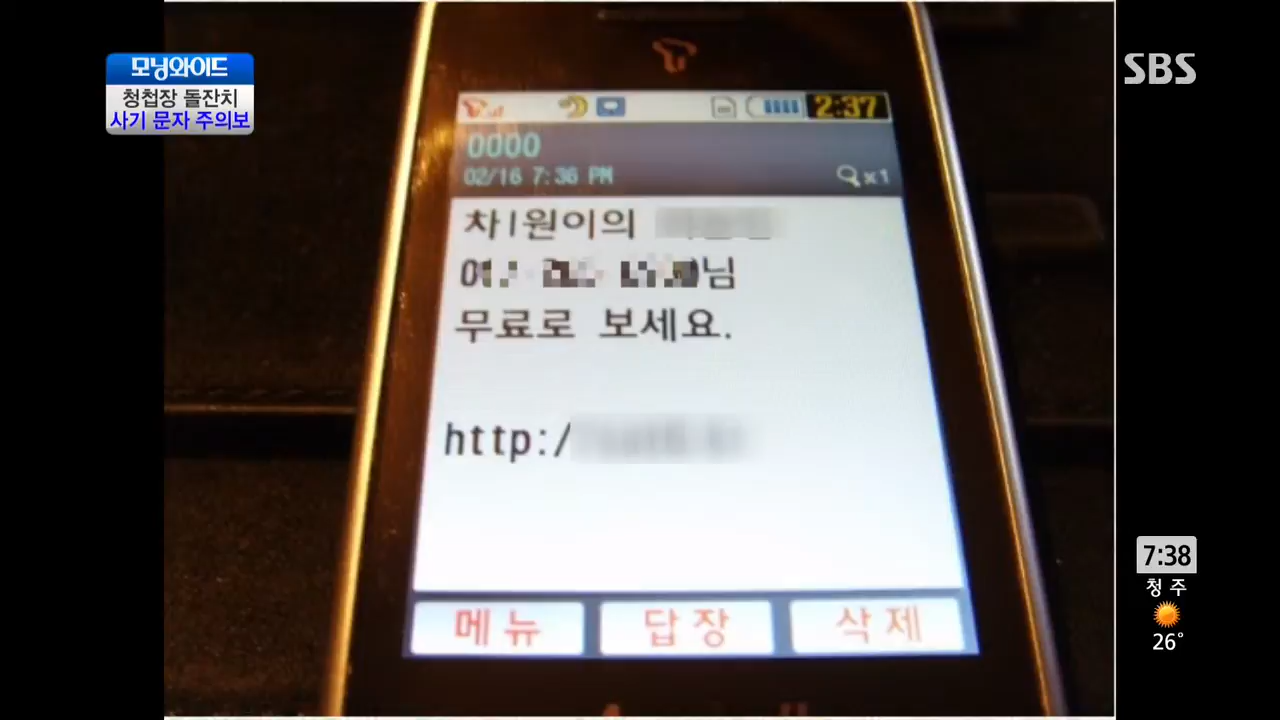 모닝와이드
청첩장 돌잔치
사기 문자 주의보
SBS
2:37
0000
02/16 7:36 PM
x1
차I원이의
님
무료로 보세요.
http:/
메뉴
답장
삭제
7:38
청주
26°